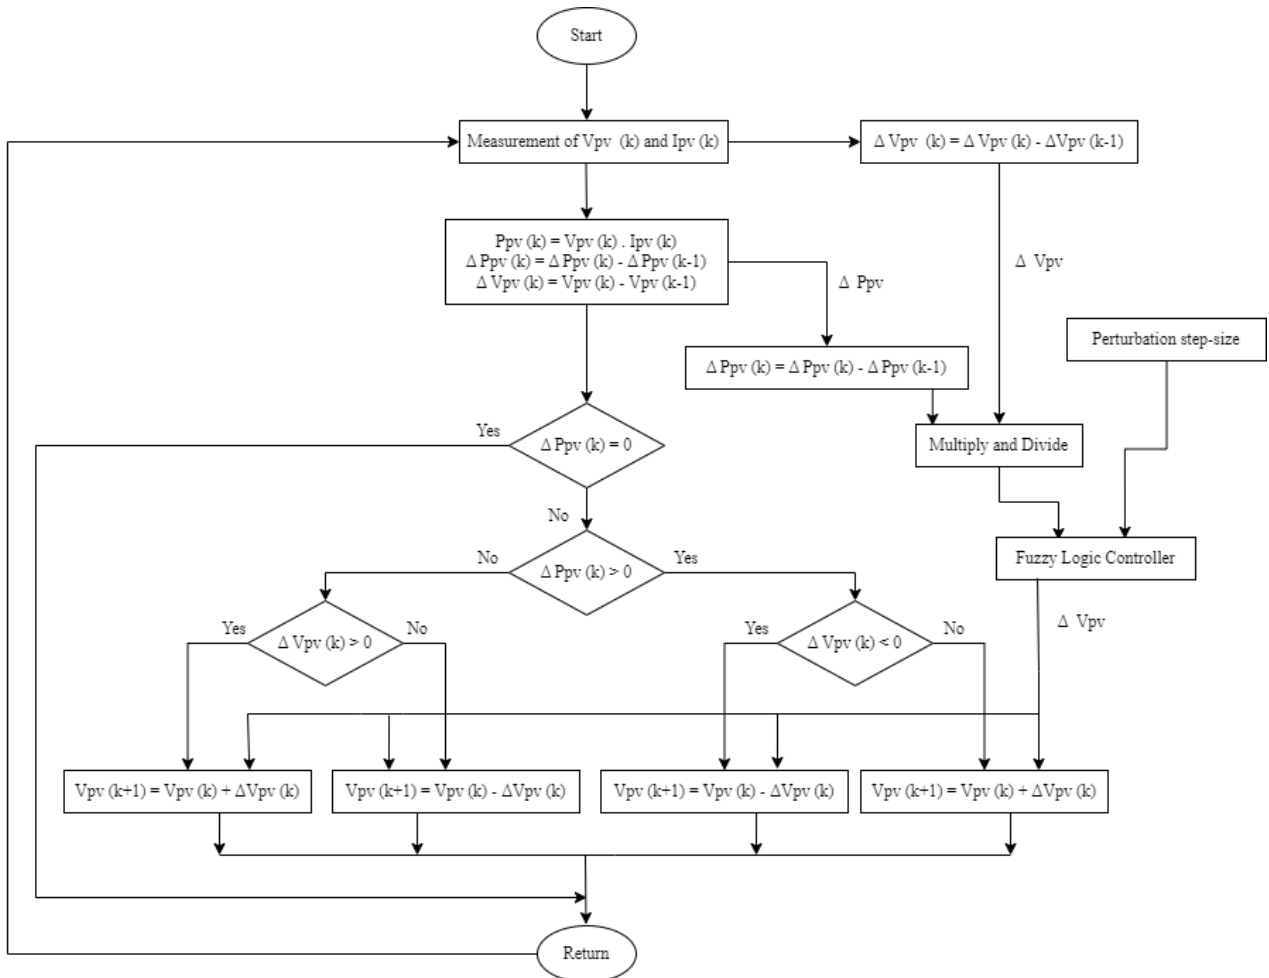 Start
Measurement of Vpv (k) and Ipv (k)
Δ Vpv (k) = Δ Vpv (k) - ΔVpv (k-1)
Ppv (k) = Vpv (k) . Ipv (k)
Δ Ppv (k) = Δ Ppv (k) - Δ Ppv (k-1)
Δ Vpv (k) = Vpv (k) - Vpv (k-1)
Δ Vpv
Δ Ppv
Perturbation step-size
Δ Ppv (k) = Δ Ppv (k) - Δ Ppv (k-1)
Yes
Δ Ppv (k) = 0
Multiply and Divide
No
No
Δ Ppv (k) > 0
Yes
Fuzzy Logic Controller
Yes
Δ Vpv (k) > 0
No
Yes
Δ Vpv (k) < 0
No
Δ Vpv
Vpv (k+1) = Vpv (k) + ΔVpv (k)
Vpv (k+1) = Vpv (k) - ΔVpv (k)
Vpv (k+1) = Vpv (k) - ΔVpv (k)
Vpv (k+1) = Vpv (k) + ΔVpv (k)
Return